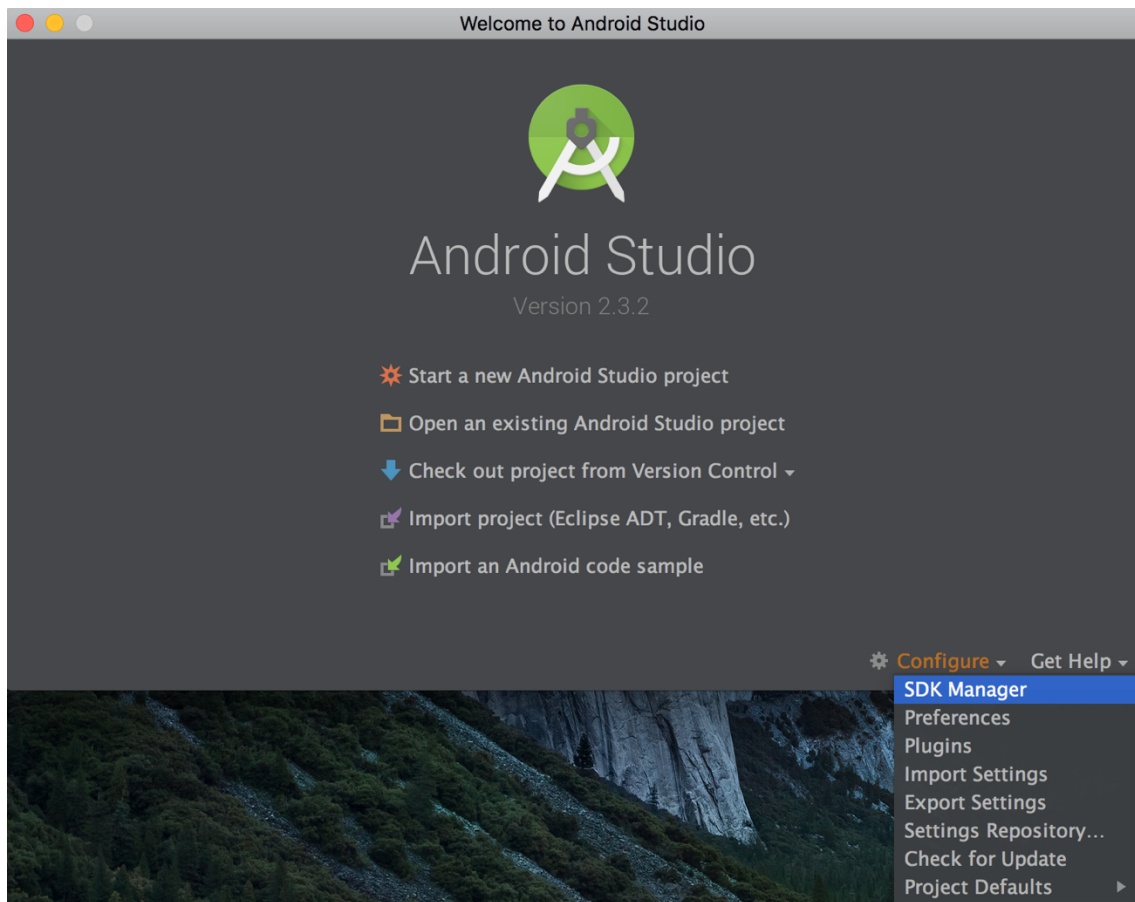 Welcome to Android Studio
Android Studio
Version 2.3.2
Start a new Android Studio project
Open an existing Android Studio project
Check out project from Version Control
Import project (Eclipse ADT, Gradle, etc.)
Import an Android code sample
Configure Get Help
SDK Manager
Preferences
Plugins
Import Settings
Export Settings
Settings Repository...
Check for Update
Project Defaults